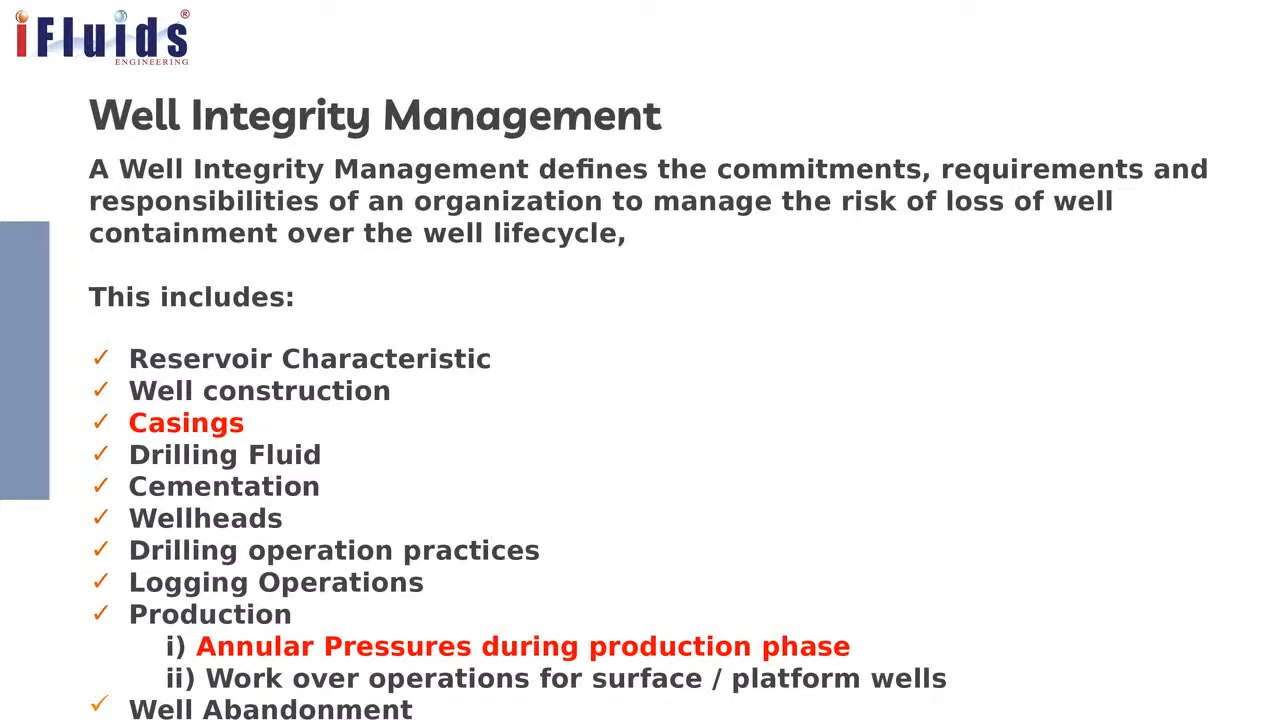 iFluids®
ENGINEERING
Well Integrity Management
A Well Integrity Management defines the commitments, requirements and
responsibilities of an organization to manage the risk of loss of well
containment over the well lifecycle,
This includes:
✓ Reservoir Characteristic
✓ Well construction
✓ Casings
✓ Drilling Fluid
✓ Cementation
✓ Wellheads
✓ Drilling operation practices
✓ Logging Operations
✓ Production
i) Annular Pressures during production phase
ii) Work over operations for surface / platform wells
✓ Well Abandonment